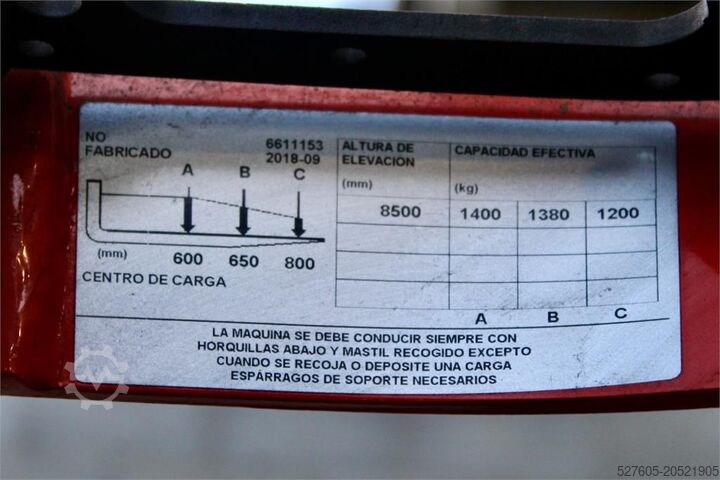 NO 6611153
FABRICADO 2018-09
A B C
(mm) 600 650 800
CENTRO DE CARGA
ALTURA DE ELEVACION CAPACIDAD EFECTIVA
(mm) (kg)
8500 1400 1380 1200
A B C
LA MAQUINA SE DEBE CONDUCIR SIEMPRE CON
HORQUILLAS ABAJO Y MASTIL RECOGIDO EXCEPTO
CUANDO SE RECOJA O DEPOSITE UNA CARGA
ESPÁRRAGOS DE SOPORTE NECESARIOS
527605-20521905